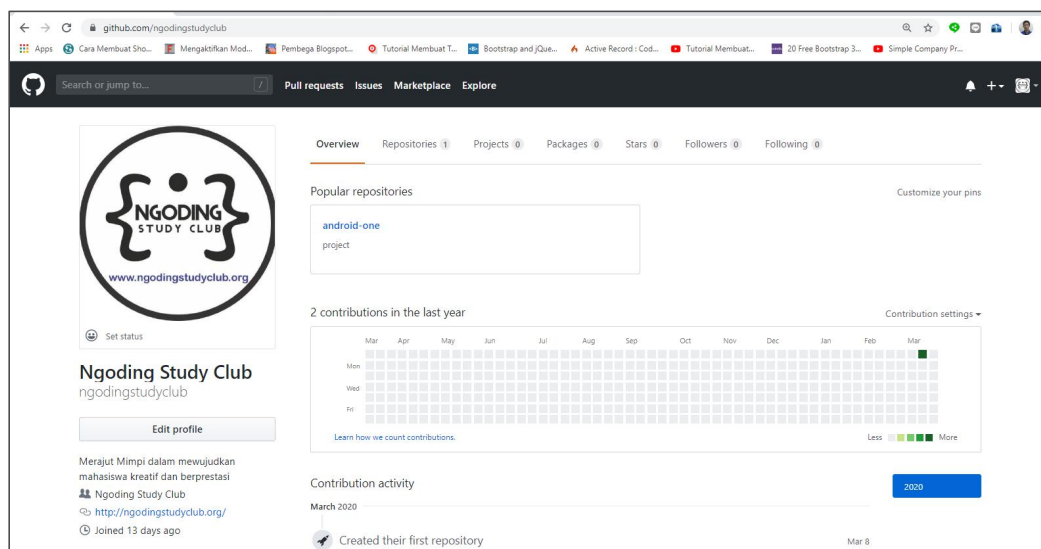 github.com/ngodingstudyclub
Apps Cara Membuat Sho... Mengaktifkan Mod... Pembega Blogspot... Tutorial Membuat T... Bootstrap and jQue... Active Record : Cod... Tutorial Membuat... 20 Free Bootstrap 3... Simple Company Pr...
Search or jump to... / Pull requests Issues Marketplace Explore
NGODING
STUDY CLUB
www.ngodingstudyclub.org
Set status
Ngoding Study Club
ngodingstudyclub
Edit profile
Merajut Mimpi dalam mewujudkan
mahasiswa kreatif dan berprestasi
Ngoding Study Club
http://ngodingstudyclub.org/
Joined 13 days ago
Overview Repositories 1 Projects 0 Packages 0 Stars 0 Followers 0 Following 0
Popular repositories Customize your pins
android-one
project
2 contributions in the last year Contribution settings
Mar Apr May Jun Jul Aug Sep Oct Nov Dec Jan Feb Mar
Mon
Wed
Fri
Learn how we count contributions. Less More
Contribution activity 2020
March 2020
Created their first repository Mar 8